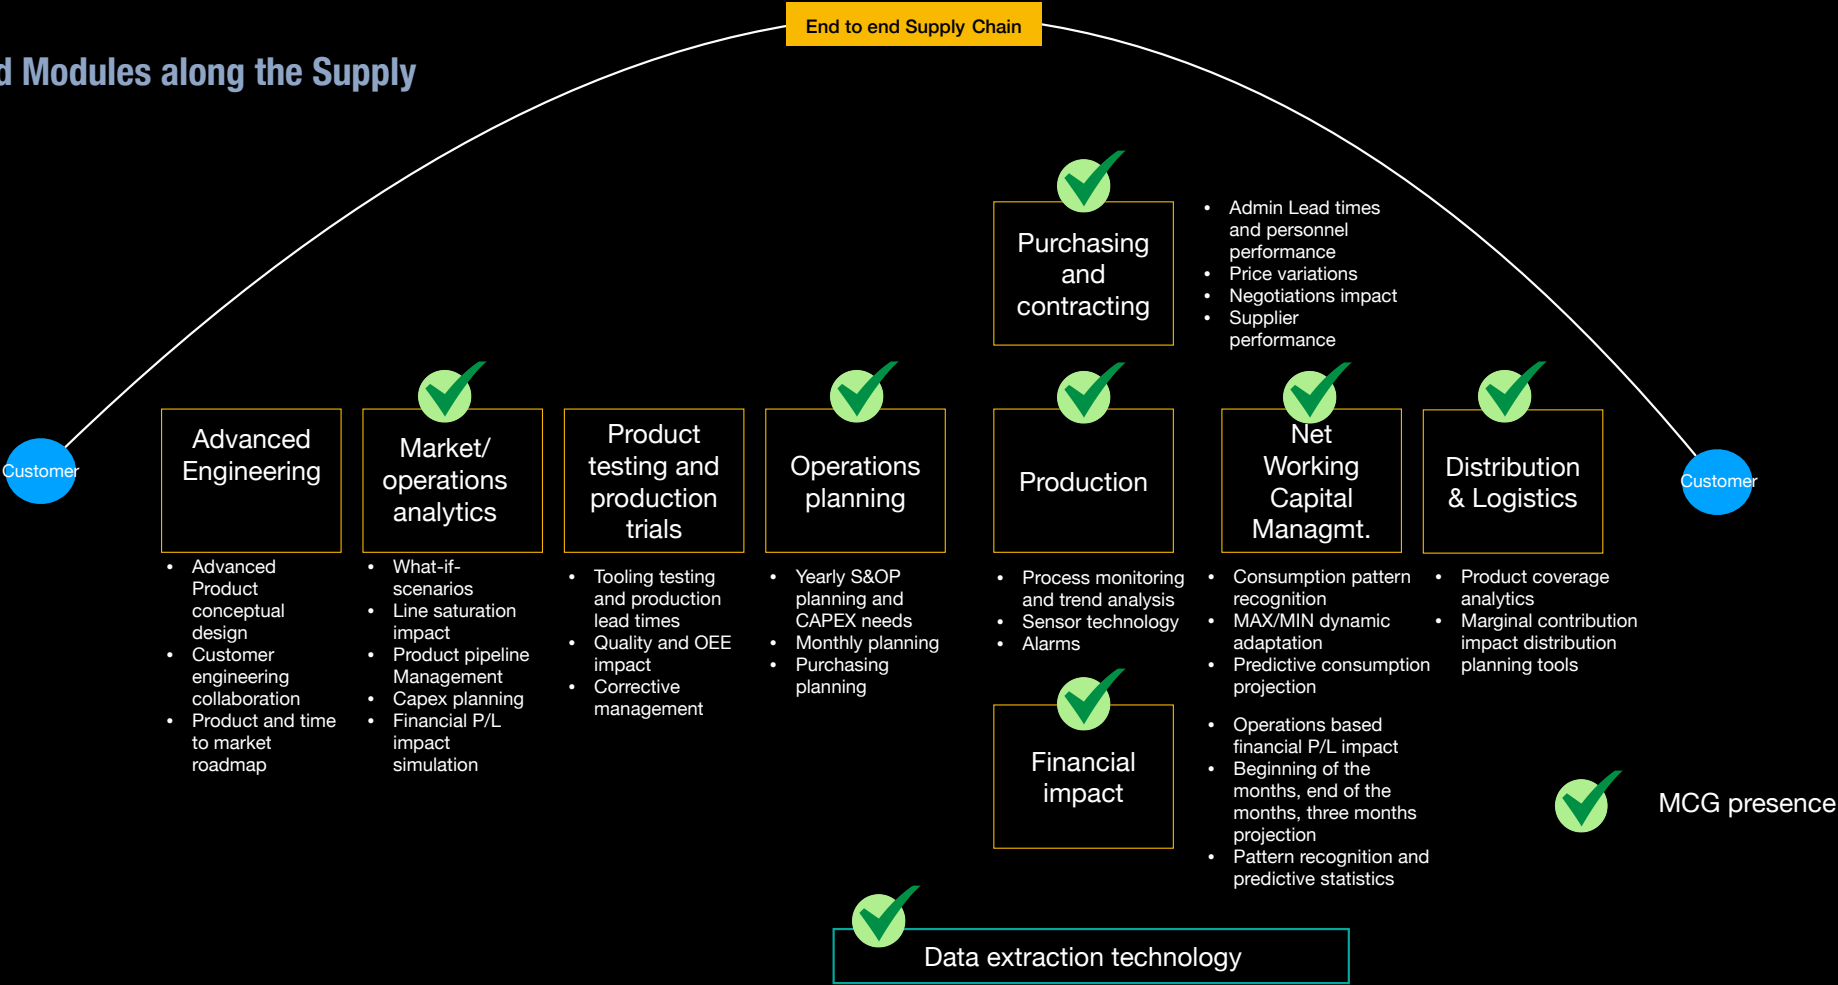 End to end Supply Chain
d Modules along the Supply
Purchasing
and
contracting
• Admin Lead times
and personnel
performance
• Price variations
• Negotiations impact
• Supplier
performance
Customer
Advanced
Engineering
• Advanced
Product
conceptual
design
• Customer
engineering
collaboration
• Product and time
to market
roadmap
Market/
operations
analytics
• What-if-
scenarios
• Line saturation
impact
• Product pipeline
Management
• Capex planning
• Financial P/L
impact
simulation
Product
testing and
production
trials
• Tooling testing
and production
lead times
• Quality and OEE
impact
• Corrective
management
Operations
planning
• Yearly S&OP
planning and
CAPEX needs
• Monthly planning
• Purchasing
planning
Production
• Process monitoring
and trend analysis
• Sensor technology
• Alarms
Net
Working
Capital
Managmt.
• Consumption pattern
recognition
• MAX/MIN dynamic
adaptation
• Predictive consumption
projection
Distribution
& Logistics
• Product coverage
analytics
• Marginal contribution
impact distribution
planning tools
Customer
Financial
impact
• Operations based
financial P/L impact
• Beginning of the
months, end of the
months, three months
projection
• Pattern recognition and
predictive statistics
MCG presence
Data extraction technology